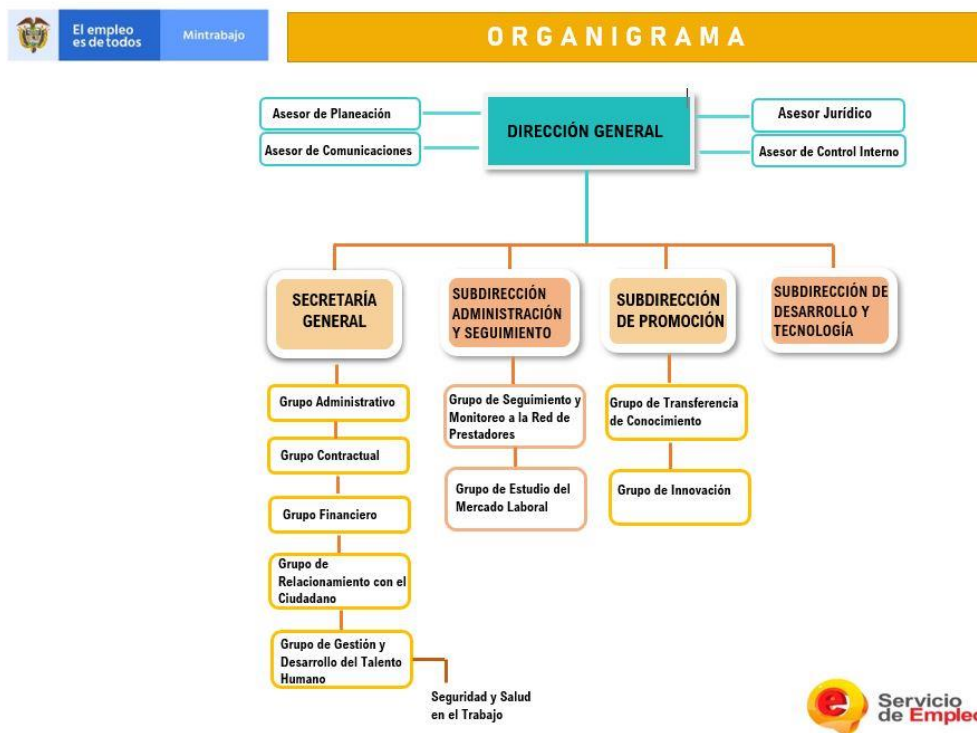 El empleo
es de todos
Mintrabajo
ORGANIGRAMA
Asesor de Planeación
Asesor de Comunicaciones
DIRECCIÓN GENERAL
Asesor Jurídico
Asesor de Control Interno
SECRETARÍA
GENERAL
SUBDIRECCIÓN
ADMINISTRACIÓN
Y SEGUIMIENTO
SUBDIRECCIÓN
DE PROMOCIÓN
SUBDIRECCIÓN DE
DESARROLLO Y
TECNOLOGÍA
Grupo Administrativo
Grupo Contractual
Grupo Financiero
Grupo de
Relacionamiento con el
Ciudadano
Grupo de Gestión y
Desarrollo del Talento
Humano
Seguridad y Salud
en el Trabajo
Grupo de Seguimiento y
Monitoreo a la Red de
Prestadores
Grupo de Estudio del
Mercado Laboral
Grupo de Transferencia
de Conocimiento
Grupo de Innovación
e
Servicio
de Empleo